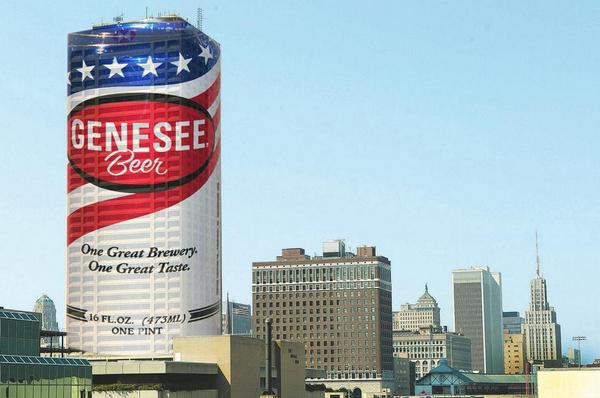 GENESEE
Beer
One Great Brewery.
One Great Taste.
16 FL.OZ. (473ML)
ONE PINT